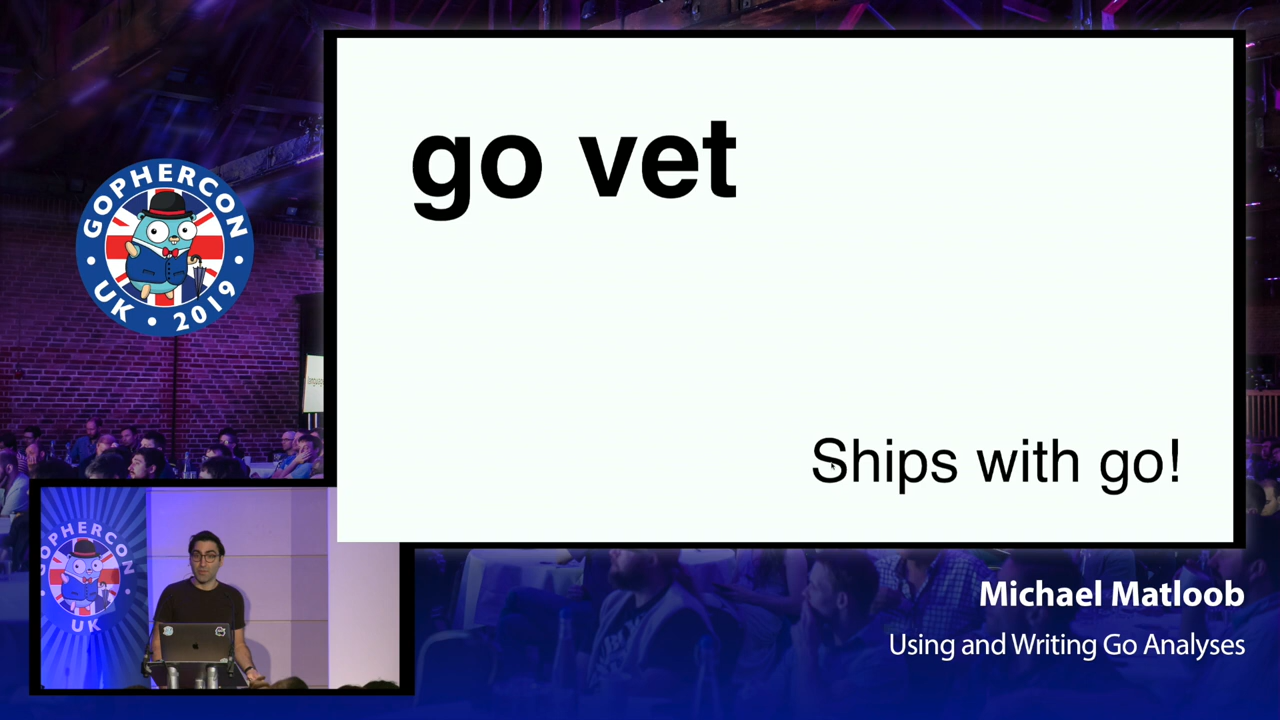 go vet
Ships with go!
GOPHERCON
UK • 2019
GOPHERCON
UK
Michael Matloob
Using and Writing Go Analyses